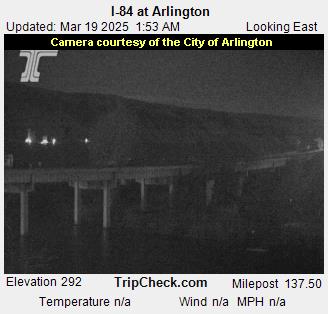 I-84 at Arlington
Updated: Mar 19 2025 1:53 AM Looking East
Camera courtesy of the City of Arlington
Elevation 292 TripCheck.com Milepost 137.50
Temperature n/a Wind n/a MPH n/a